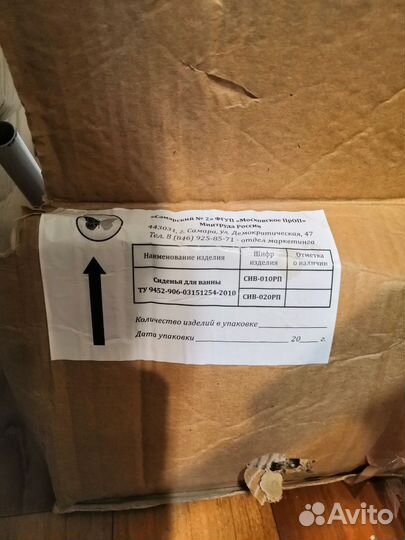 «Самарский № 2» ФГУП «Московское ПрОП»
Минтруда России
443031, г. Самара, ул. Демократическая, 47
Тел. 8 (846) 925-85-71 - отдел маркетинга
Наименование изделия Шифр изделия Отметка о наличии
Сиденья для ванны
ТУ 9452-906-03151254-2010
СИВ-010РП
СИВ-020РП
Количество изделий в упаковке
Дата упаковки 20 г.
Avito